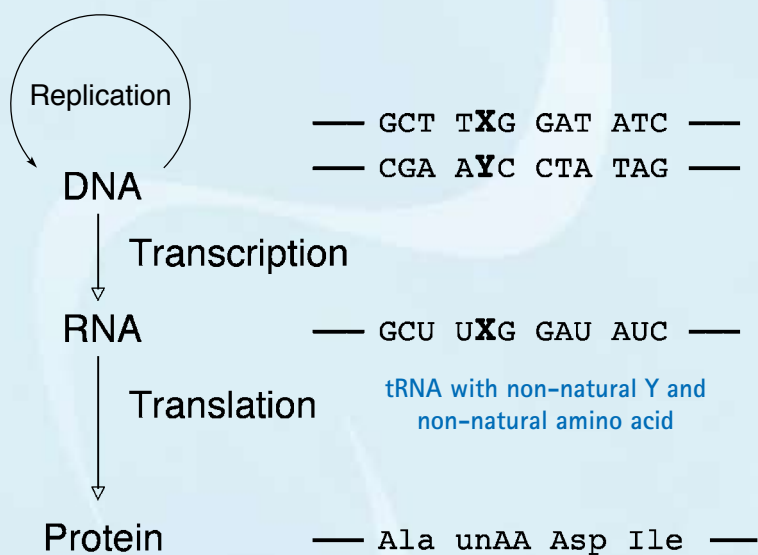 Replication
— GCT TXG GAT ATC —
— CGA AYC CTA TAG —
DNA
Transcription
RNA
— GCU UXG GAU AUC —
tRNA with non-natural Y and
non-natural amino acid
Translation
Protein
— Ala unAA Asp Ile —